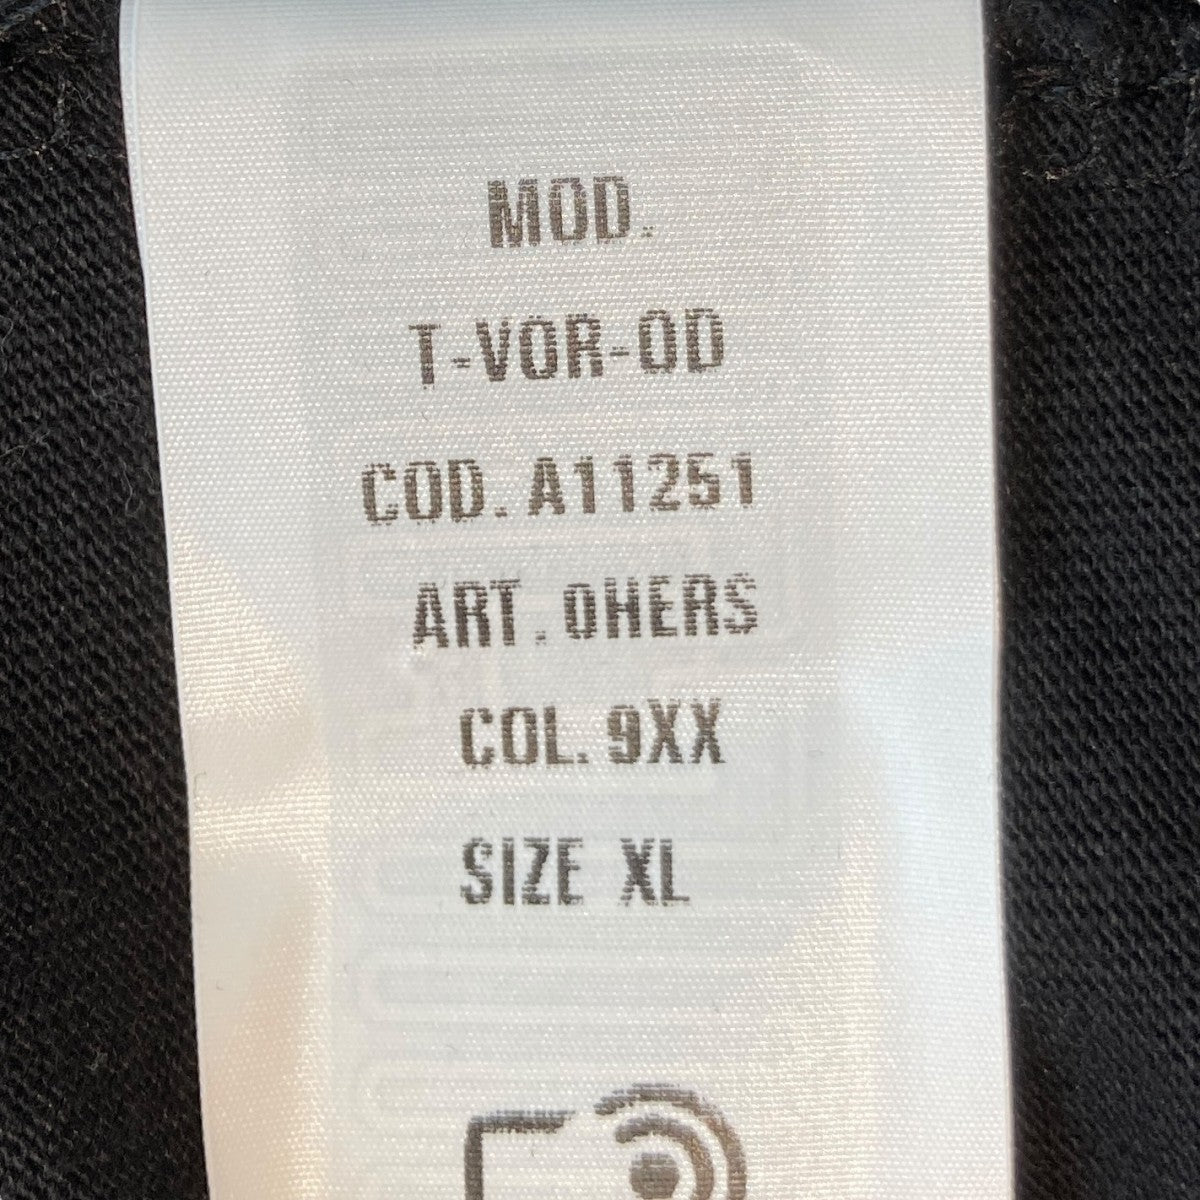 MOD.
T-VOR-OD
COD. A11251
ART. 0HERS
COL. 9XX
SIZE XL